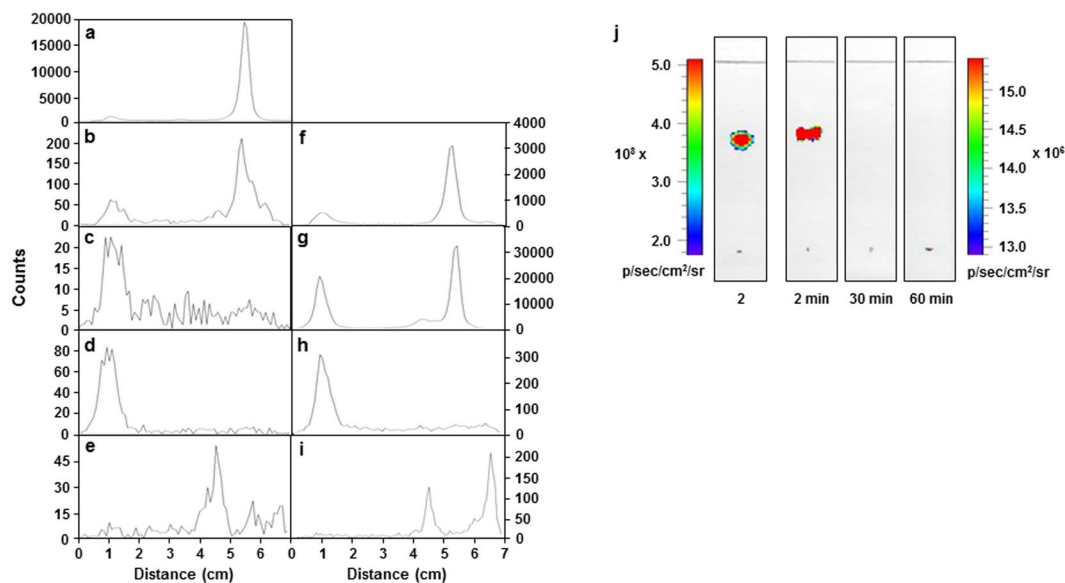 a
20000
15000
10000
5000
0
b
200
150
100
50
0
f
4000
3000
2000
1000
0
c
20
15
10
5
0
g
30000
20000
10000
0
d
80
60
40
20
0
h
300
200
100
0
e
45
30
15
0
i
200
150
100
50
0
Counts
0 1 2 3 4 5 6
0 1 2 3 4 5 6 7
Distance (cm)
Distance (cm)
j
5.0
4.0
10⁸ x
3.0
2.0
p/sec/cm²/sr
15.0
14.5
x 10⁶
14.0
13.5
13.0
p/sec/cm²/sr
2
2 min
30 min
60 min